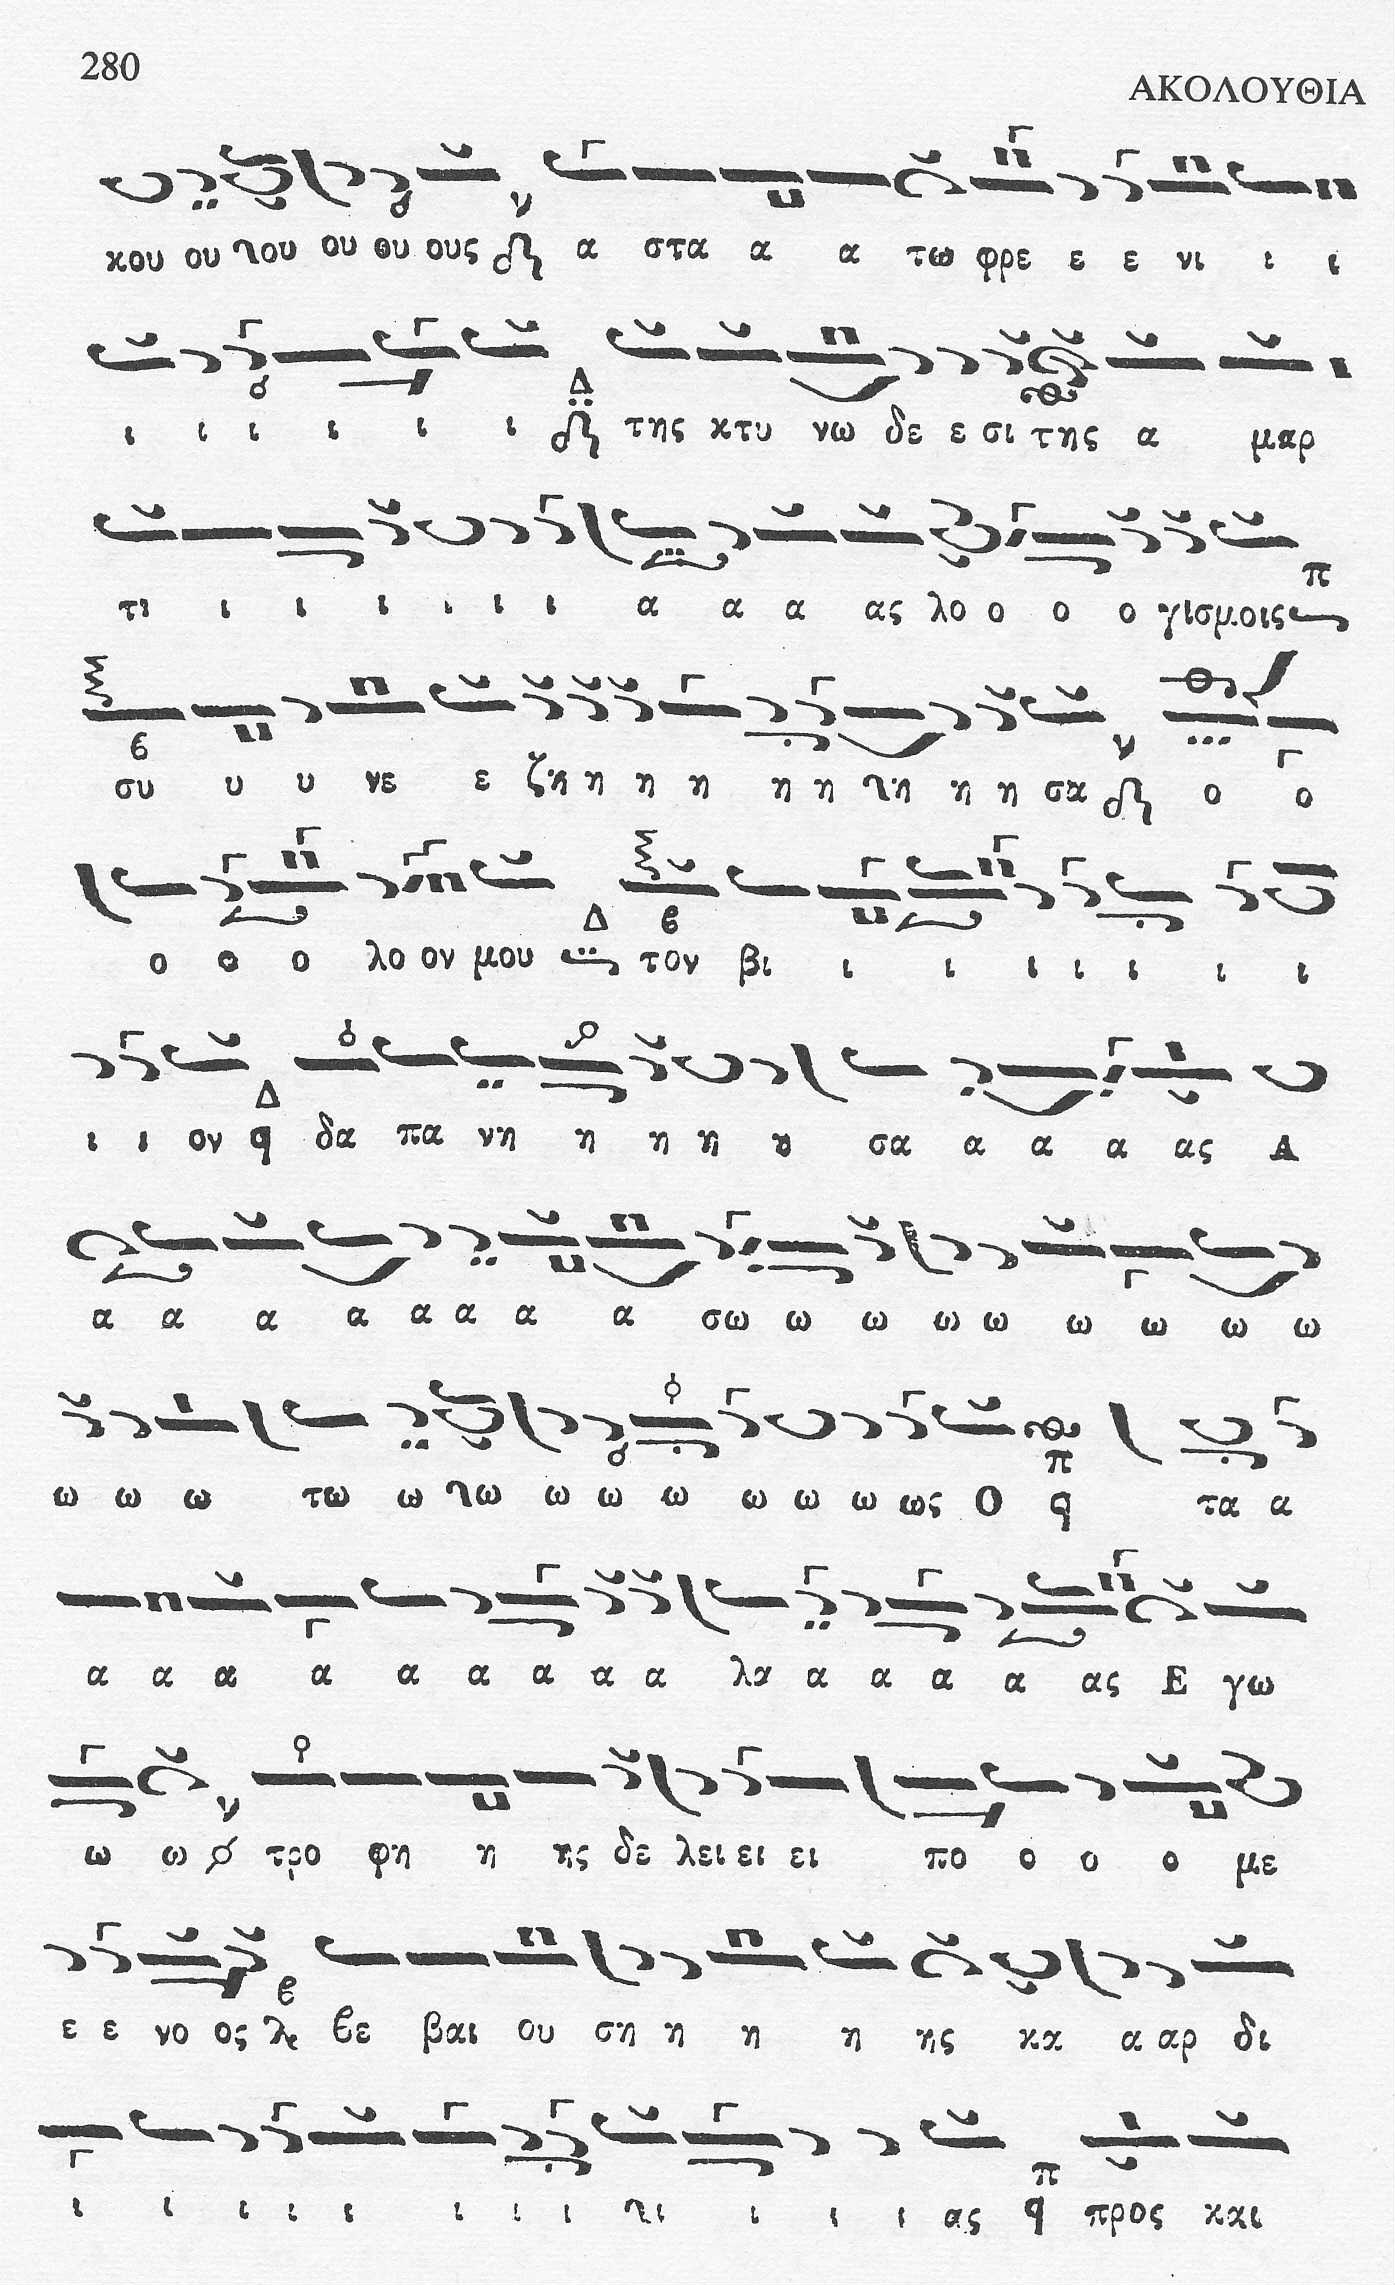 280
ΑΚΟΛΟΥΘΙΑ
κου ου γου ου ου ους α στα α α τω φρε ε ε νι ι ι
ι ι ι ι ι ι Δ της κτυ νω δε ε σι της α μαρ
τι ι ι ι ι ι ι α α α ας λο ο ο ο γισμοις π
συ υ υ νε ε ζη η η η η η γη η η σα ο ο
ο ο ο λο ον μου Δ τον βι ι ι ι ι ι ι ι
ι ι ον Δ δα πα νη η η η σα α α α ας Α
α α α α α α α α σω ω ω ω ω ω ω ω ω
ω ω ω τω ω γω ω ω ω ω ω ω ως Ο π τα α
α α α α α α α α α λα α α α α ας Ε γω
ω ω τρο φη η ης δε λει ει ει πο ο ο ο με
ε ε νο ος βε βαι ου ση η η η ης κα α αρ δι
ι ι ι ι ι ι ι ι γι ι ι ι ας π προς και